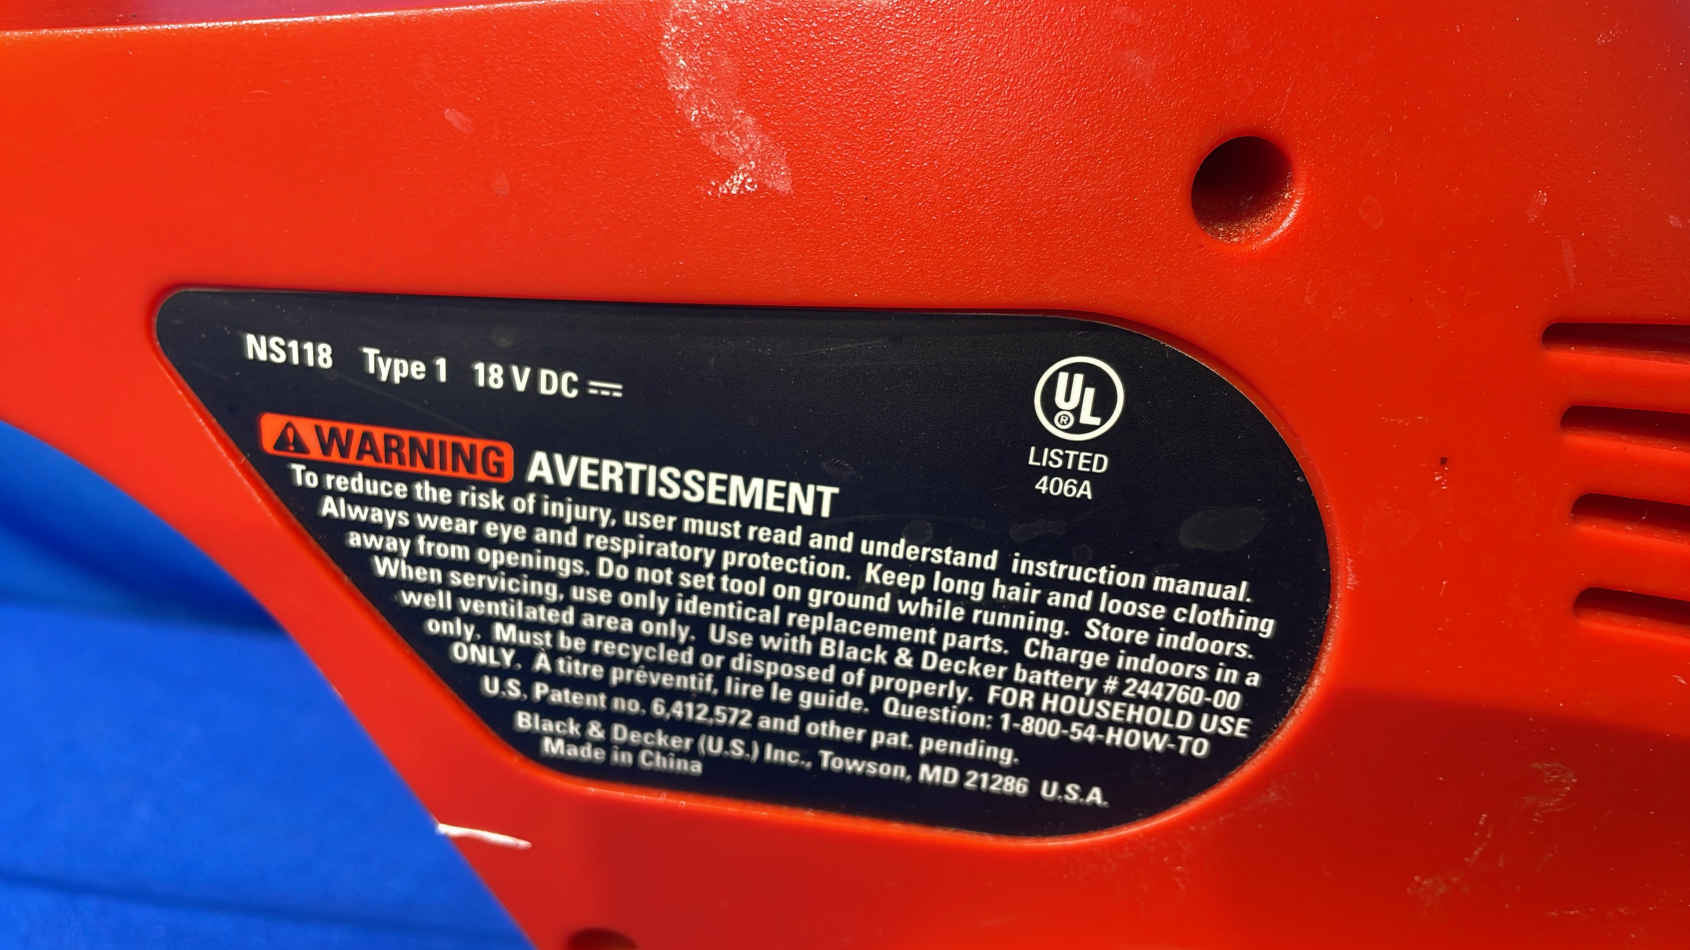 NS118 Type 1 18 V DC
UL
®
LISTED
406A
WARNING AVERTISSEMENT
To reduce the risk of injury, user must read and understand instruction manual.
Always wear eye and respiratory protection. Keep long hair and loose clothing
away from openings. Do not set tool on ground while running. Store indoors.
When servicing, use only identical replacement parts. Charge indoors in a
well ventilated area only. Use with Black & Decker battery # 244760-00
only. Must be recycled or disposed of properly. FOR HOUSEHOLD USE
ONLY. À titre préventif, lire le guide. Question: 1-800-54-HOW-TO
U.S. Patent no. 6,412,572 and other pat. pending.
Black & Decker (U.S.) Inc., Towson, MD 21286 U.S.A.
Made in China